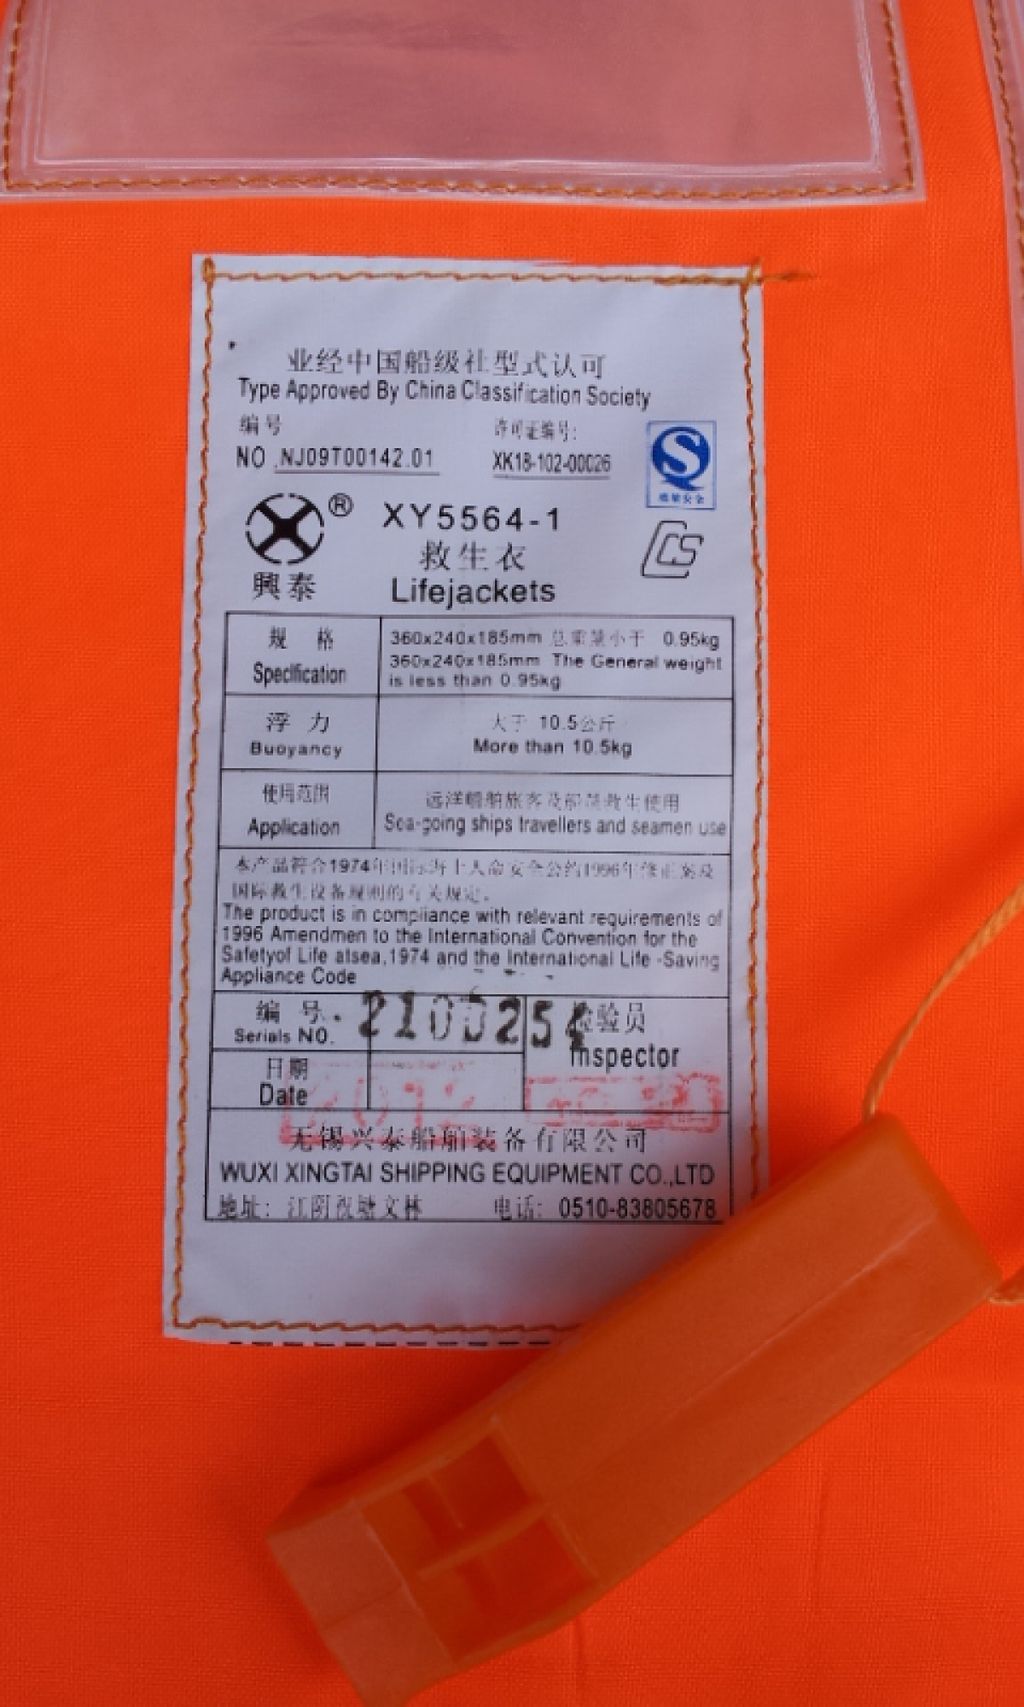 业经中国船级社型式认可
Type Approved By China Classification Society
编号 许可证编号:
NO .NJ09T00142.01 XK18-102-00026
质量安全
® XY5564-1
救生衣 CCS
興泰 Lifejackets
规 格 360x240x185mm 总重量小于 0.95kg
Specification 360x240x185mm The General weight
is less than 0.95kg
浮 力 大于 10.5公斤
Buoyancy More than 10.5kg
使用范围 远洋船舶旅客及船员救生使用
Application Sea-going ships travellers and seamen use
本产品符合1974年国际海上人命安全公约1996年修正案及
国际救生设备规则的有关规定。
The product is in compliance with relevant requirements of
1996 Amendmen to the International Convention for the
Safetyof Life atsea,1974 and the International Life -Saving
Appliance Code
编 号. 2100254 检验员
Serials NO. Inspector
日期
Date
无锡兴泰船舶装备有限公司
WUXI XINGTAI SHIPPING EQUIPMENT CO.,LTD
地址: 江阴祝塘文林 电话: 0510-83805678